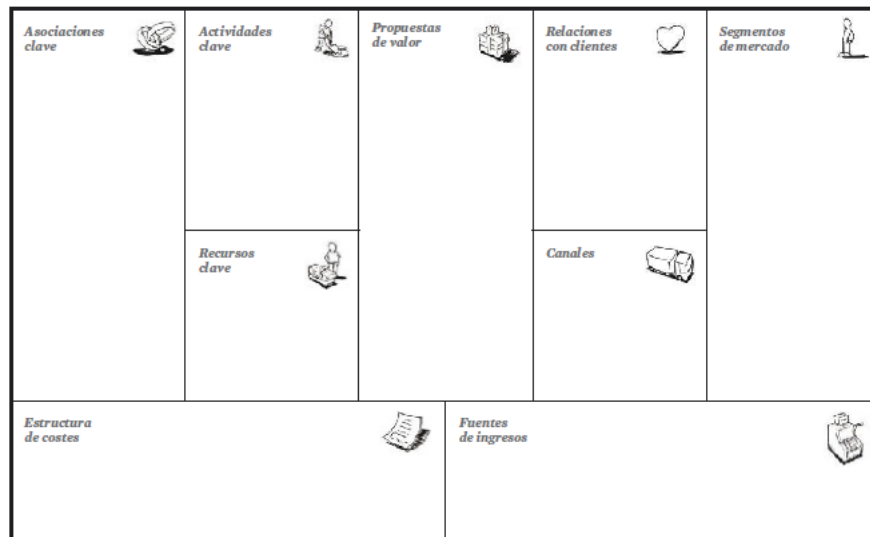 Asociaciones
clave
Actividades
clave
Propuestas
de valor
Relaciones
con clientes
Segmentos
de mercado
Recursos
clave
Canales
Estructura
de costes
Fuentes
de ingresos